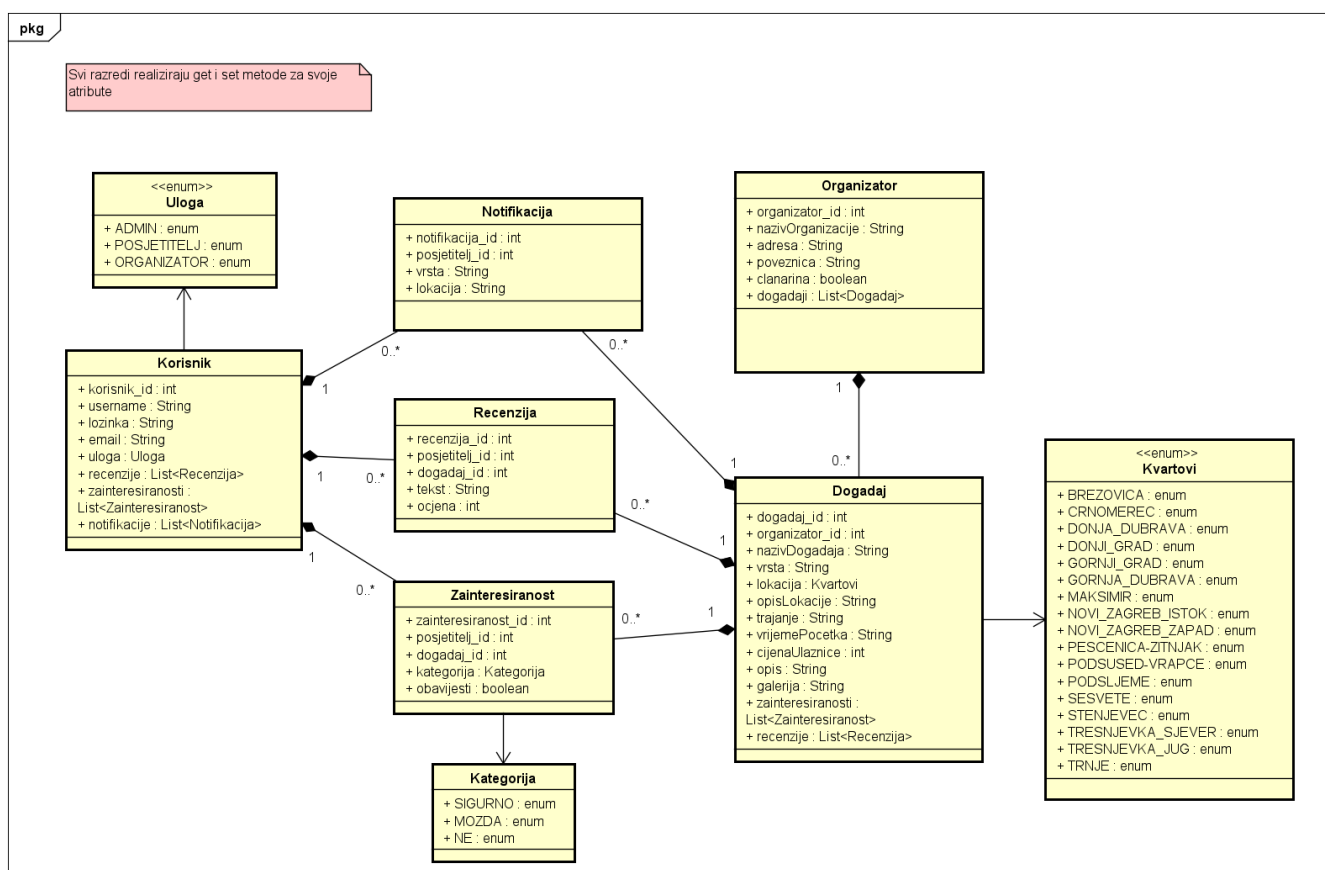 pkg
Svi razredi realiziraju get i set metode za svoje
atribute
<<enum>>
Uloga
+ ADMIN : enum
+ POSJETITELJ : enum
+ ORGANIZATOR : enum
Notifikacija
+ notifikacija_id : int
+ posjetitelj_id : int
+ vrsta : String
+ lokacija : String
Organizator
+ organizator_id : int
+ nazivOrganizacije : String
+ adresa : String
+ poveznica : String
+ clanarina : boolean
+ događaji : List<Događaj>
0..*
1
0..*
1
0..*
Korisnik
+ korisnik_id : int
+ username : String
+ lozinka : String
+ email : String
+ uloga : Uloga
+ recenzije : List<Recenzija>
+ zainteresiranosti :
List<Zainteresiranost>
+ notifikacije : List<Notifikacija>
Recenzija
+ recenzija_id : int
+ posjetitelj_id : int
+ događaj_id : int
+ tekst : String
+ ocjena : int
1
0..*
1
0..*
1
0..*
1
0..*
1
Zainteresiranost
+ zainteresiranost_id : int
+ posjetitelj_id : int
+ događaj_id : int
+ kategorija : Kategorija
+ obavijesti : boolean
Događaj
+ događaj_id : int
+ organizator_id : int
+ nazivDogađaja : String
+ vrsta : String
+ lokacija : Kvartovi
+ opisLokacije : String
+ trajanje : String
+ vrijemePocetka : String
+ cijenaUlaznice : int
+ opis : String
+ galerija : String
+ zainteresiranosti :
List<Zainteresiranost>
+ recenzije : List<Recenzija>
<<enum>>
Kvartovi
+ BREZOVICA : enum
+ CRNOMEREC : enum
+ DONJA_DUBRAVA : enum
+ DONJI_GRAD : enum
+ GORNJI_GRAD : enum
+ GORNJA_DUBRAVA : enum
+ MAKSIMIR : enum
+ NOVI_ZAGREB_ISTOK : enum
+ NOVI_ZAGREB_ZAPAD : enum
+ PESCENICA-ZITNJAK : enum
+ PODSUSED-VRAPCE : enum
+ PODSLJEME : enum
+ SESVETE : enum
+ STENJEVEC : enum
+ TRESNJEVKA_SJEVER : enum
+ TRESNJEVKA_JUG : enum
+ TRNJE : enum
Kategorija
+ SIGURNO : enum
+ MOZDA : enum
+ NE : enum